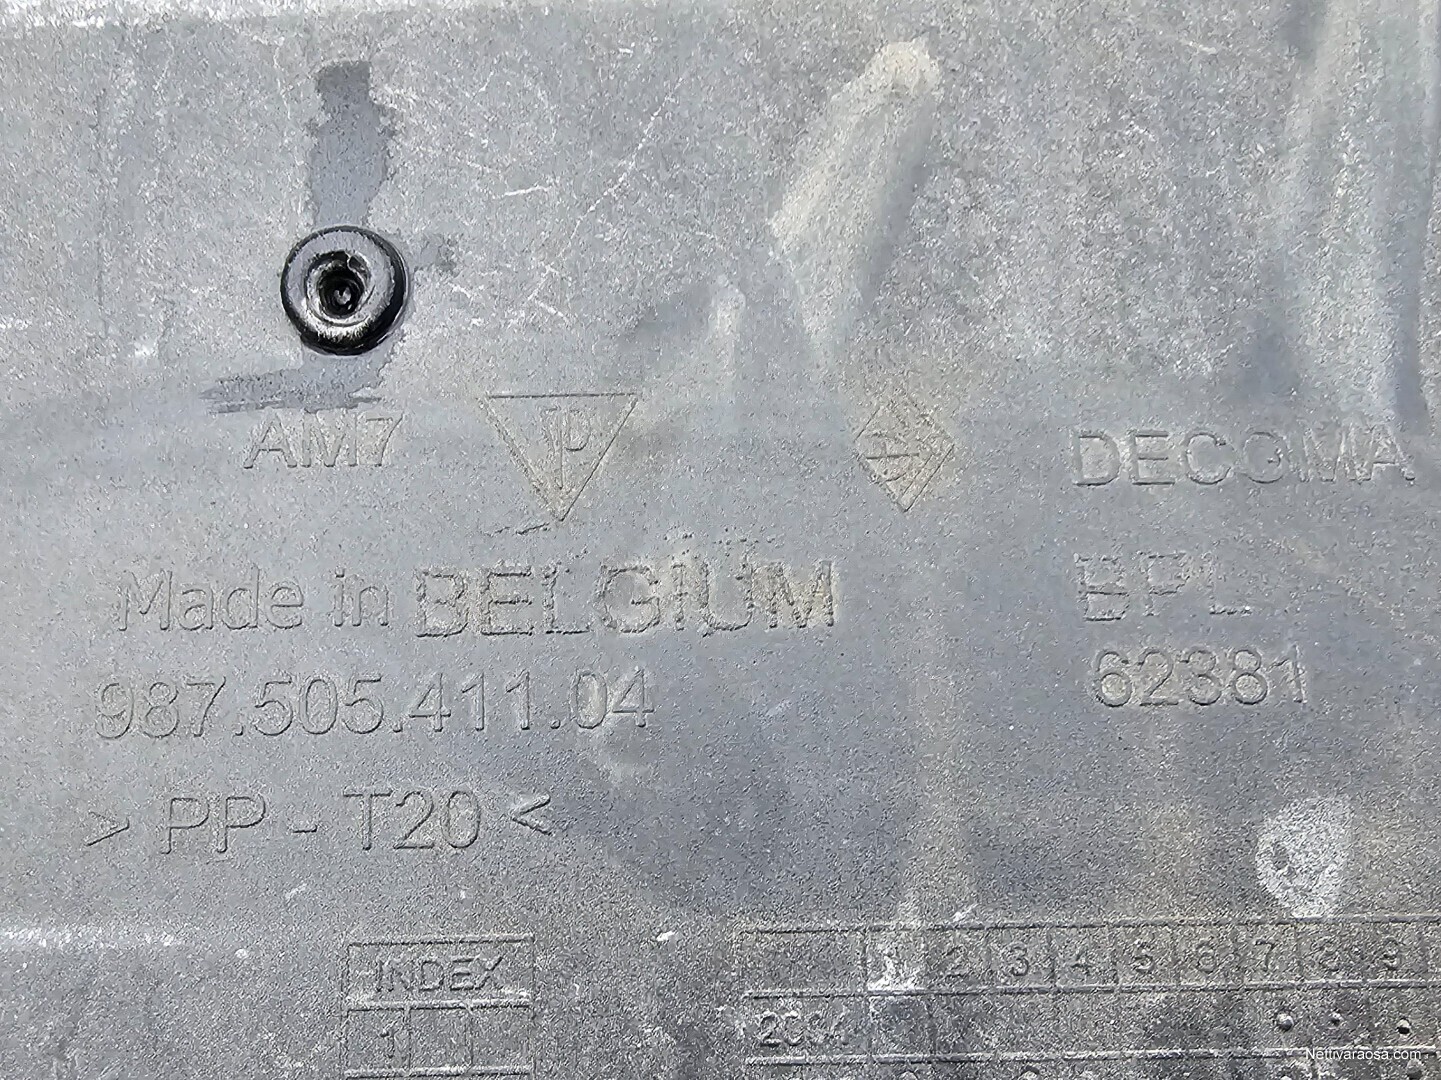 AM7
DECOMA
Made in BELGIUM
BPL
987.505.411.04
62381
> PP - T20 <
INDEX
1 2 3 4 5 6 7 8 9
1
2004
Nettivaraosa.com